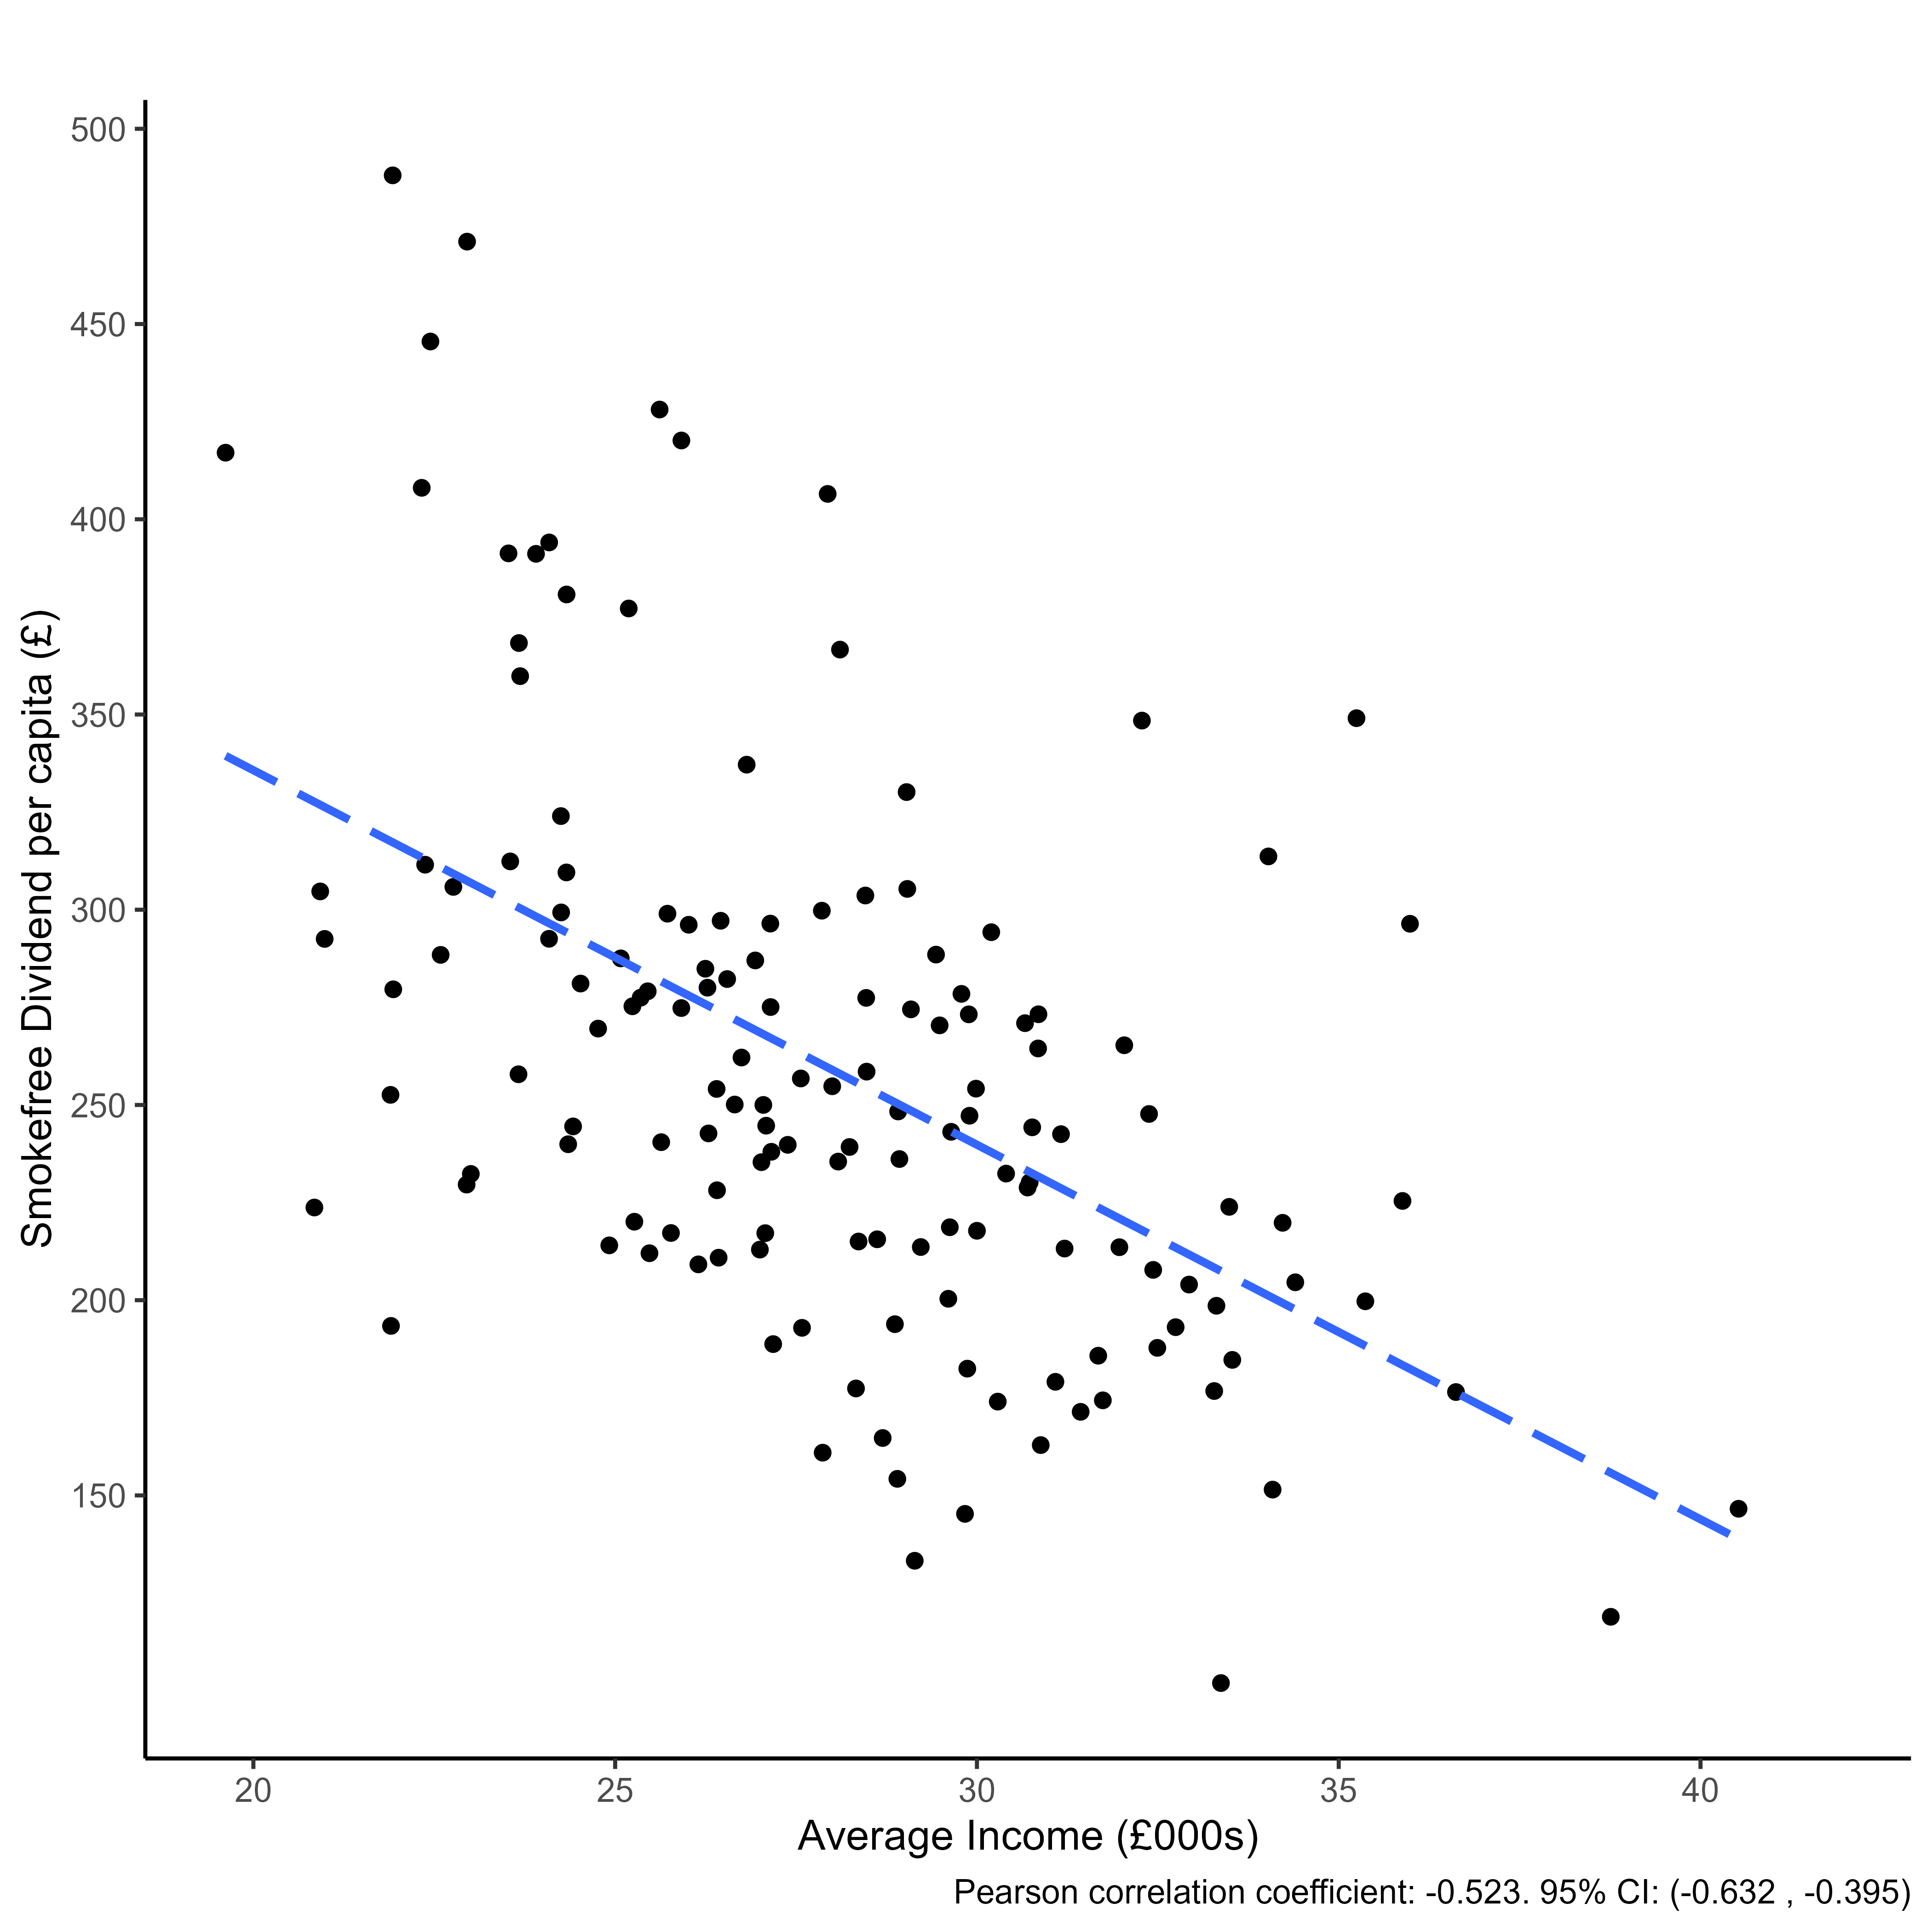 500
450
400
350
300
250
200
150
Smokefree Dividend per capita (£)
20 25 30 35 40
Average Income (£000s)
Pearson correlation coefficient: -0.523. 95% CI: (-0.632 , -0.395)